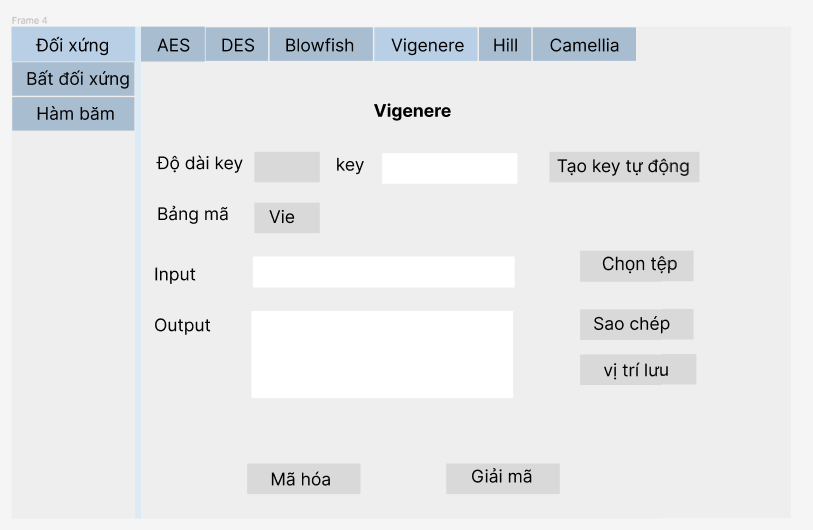 Frame 4
Đối xứng
Bất đối xứng
Hàm băm
AES DES Blowfish Vigenere Hill Camellia
Vigenere
Độ dài key key Tạo key tự động
Bảng mã Vie
Input Chọn tệp
Output Sao chép
vị trí lưu
Mã hóa Giải mã